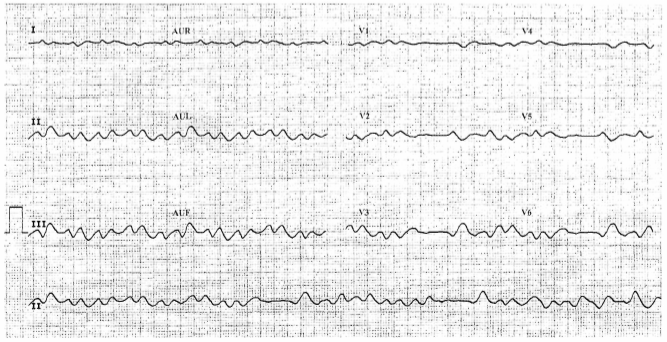 I AUR V1 V4
II AUL V2 V5
III AUF V3 V6
II